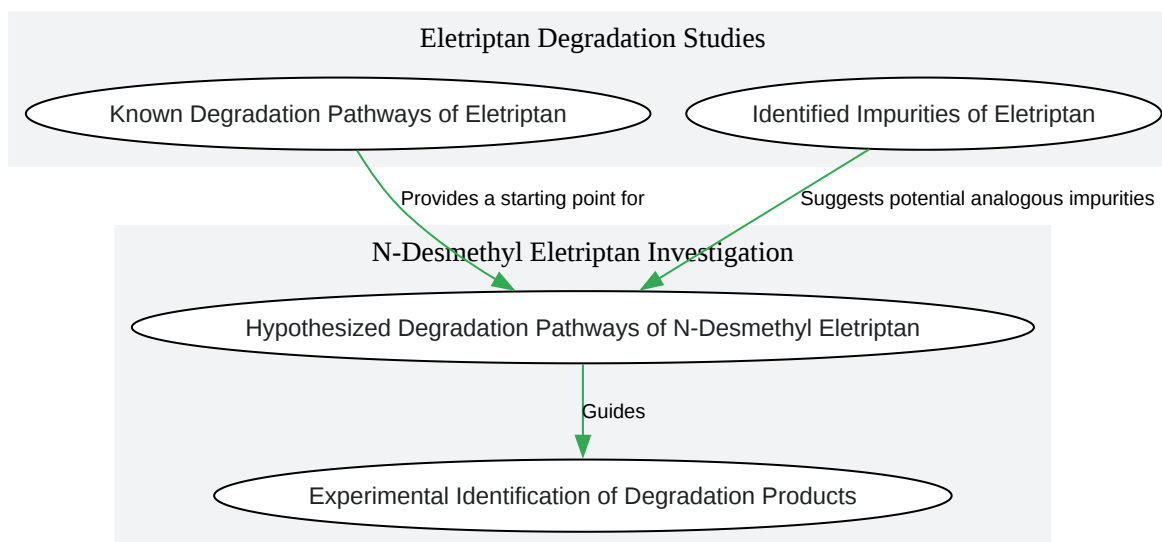 Eletriptan Degradation Studies
Known Degradation Pathways of Eletriptan
Identified Impurities of Eletriptan
Provides a starting point for
Suggests potential analogous impurities
N-Desmethyl Eletriptan Investigation
Hypothesized Degradation Pathways of N-Desmethyl Eletriptan
Guides
Experimental Identification of Degradation Products